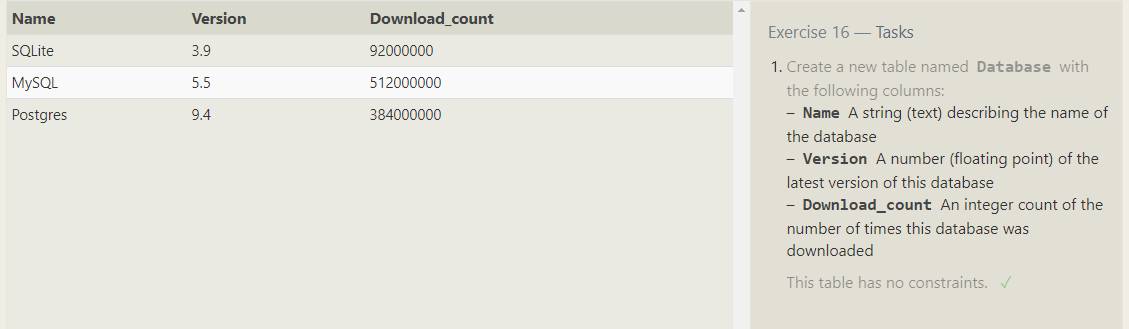 Name Version Download_count
SQLite 3.9 92000000
MySQL 5.5 512000000
Postgres 9.4 384000000
Exercise 16 — Tasks
1. Create a new table named Database with
the following columns:
– Name A string (text) describing the name of
the database
– Version A number (floating point) of the
latest version of this database
– Download_count An integer count of the
number of times this database was
downloaded
This table has no constraints. ✓